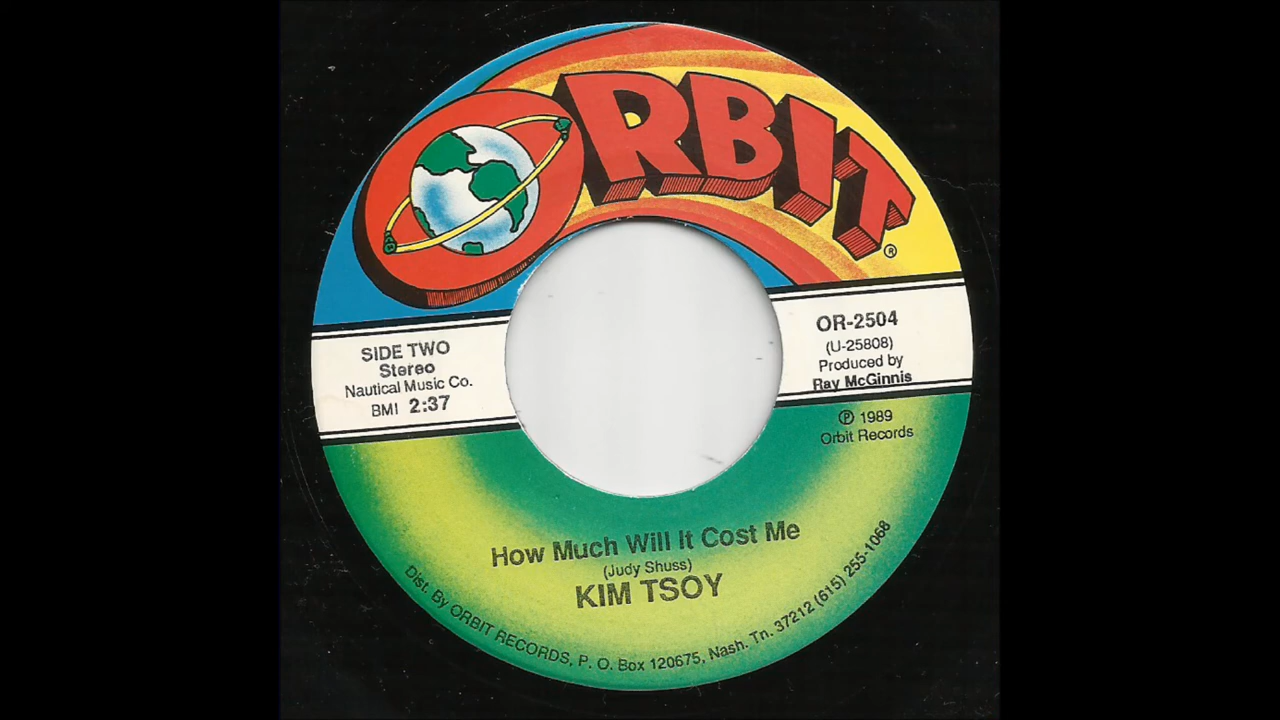 ORBIT®
SIDE TWO
Stereo
Nautical Music Co.
BMI 2:37
OR-2504
(U-25808)
Produced by
Ray McGinnis
℗ 1989
Orbit Records
How Much Will It Cost Me
(Judy Shuss)
KIM TSOY
Dist. By ORBIT RECORDS, P. O. Box 120675, Nash. Tn. 37212 (615) 255-1068